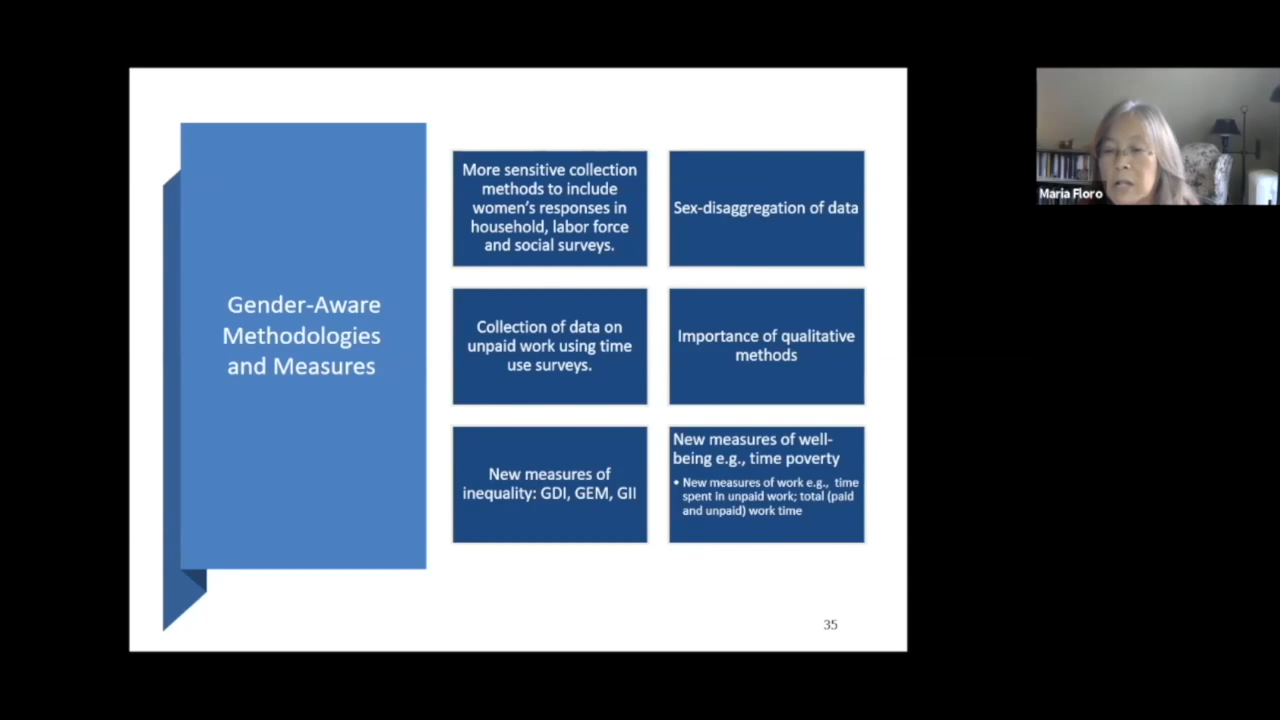 Gender-Aware
Methodologies
and Measures
More sensitive collection
methods to include
women's responses in
household, labor force
and social surveys.
Sex-disaggregation of data
Collection of data on
unpaid work using time
use surveys.
Importance of qualitative
methods
New measures of
inequality: GDI, GEM, GII
New measures of well-
being e.g., time poverty
• New measures of work e.g., time
spent in unpaid work; total (paid
and unpaid) work time
35
Maria Floro